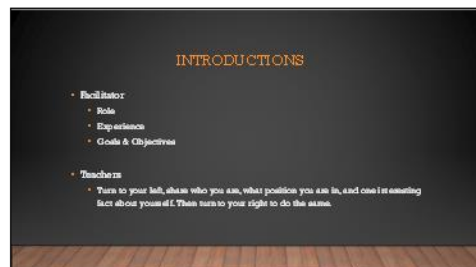 INTRODUCTIONS
• Facilitator
• Role
• Experience
• Goals & Objectives
• Teachers
• Turn to your left, share who you are, what position you are in, and one interesting
fact about yourself. Then turn to your right to do the same.